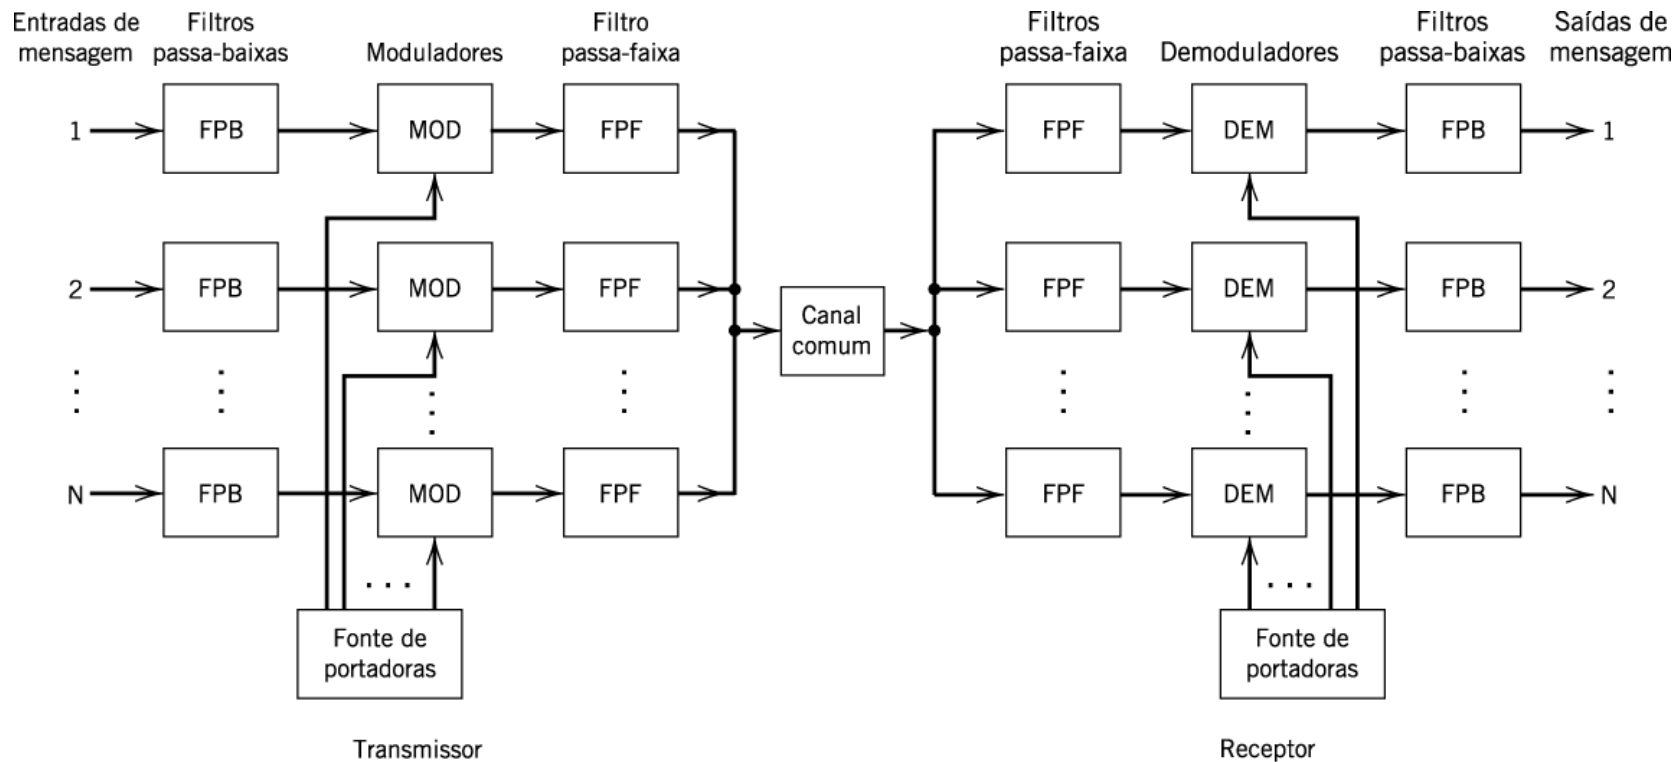 Entradas de
mensagem
Filtros
passa-baixas
Moduladores
Filtro
passa-faixa
Filtros
passa-faixa
Demoduladores
Filtros
passa-baixas
Saídas de
mensagem
1
FPB
MOD
FPF
FPF
DEM
FPB
1
2
FPB
MOD
FPF
Canal
comum
FPF
DEM
FPB
2
N
FPB
MOD
FPF
FPF
DEM
FPB
N
Fonte de
portadoras
Fonte de
portadoras
Transmissor
Receptor